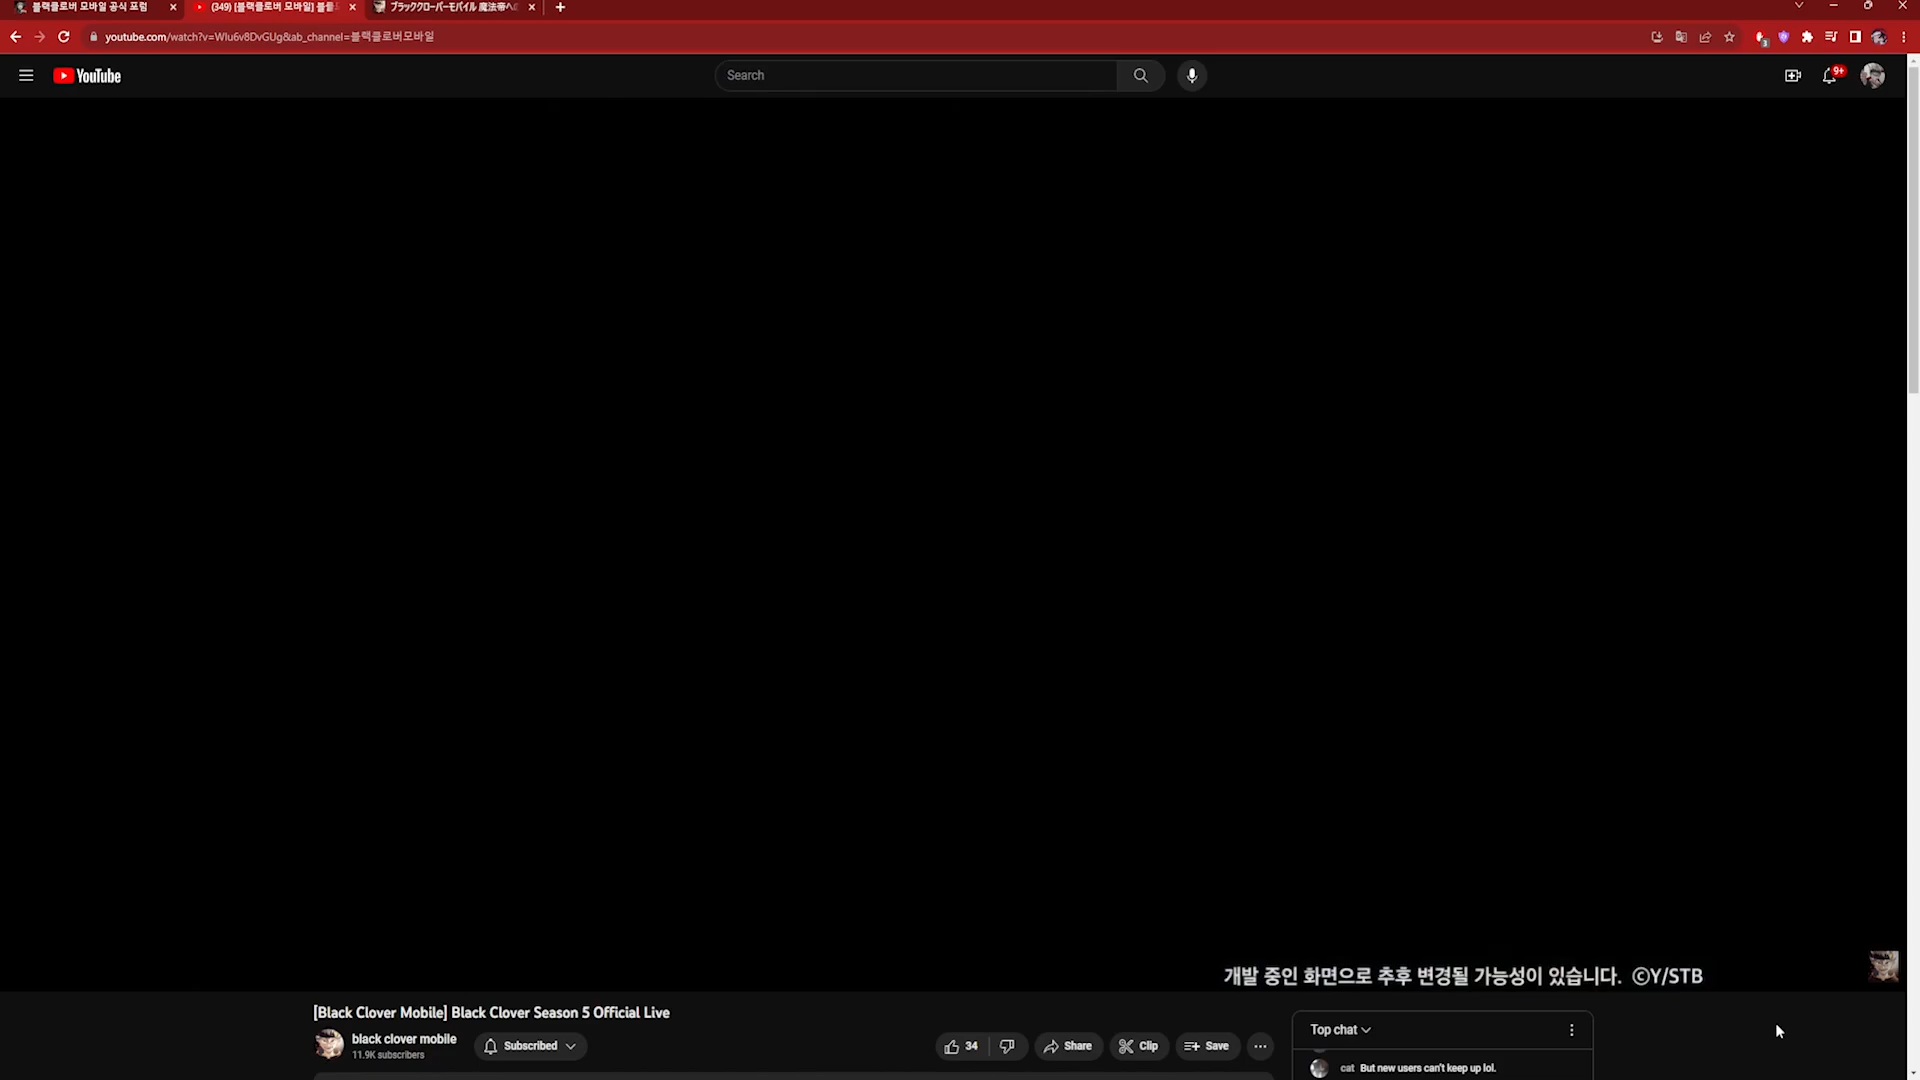 블랙클로버 모바일 공식 포럼
(349) [블랙클로버 모바일] 블클
ブラッククローバーモバイル 魔法帝への
youtube.com/watch?v=WIu6v8DvGUg&ab_channel=블랙클로버모바일
3
YouTube
Search
9+
개발 중인 화면으로 추후 변경될 가능성이 있습니다. ©Y/STB
[Black Clover Mobile] Black Clover Season 5 Official Live
black clover mobile
11.9K subscribers
Subscribed
34
Share
Clip
Save
Top chat
cat But new users can't keep up lol.